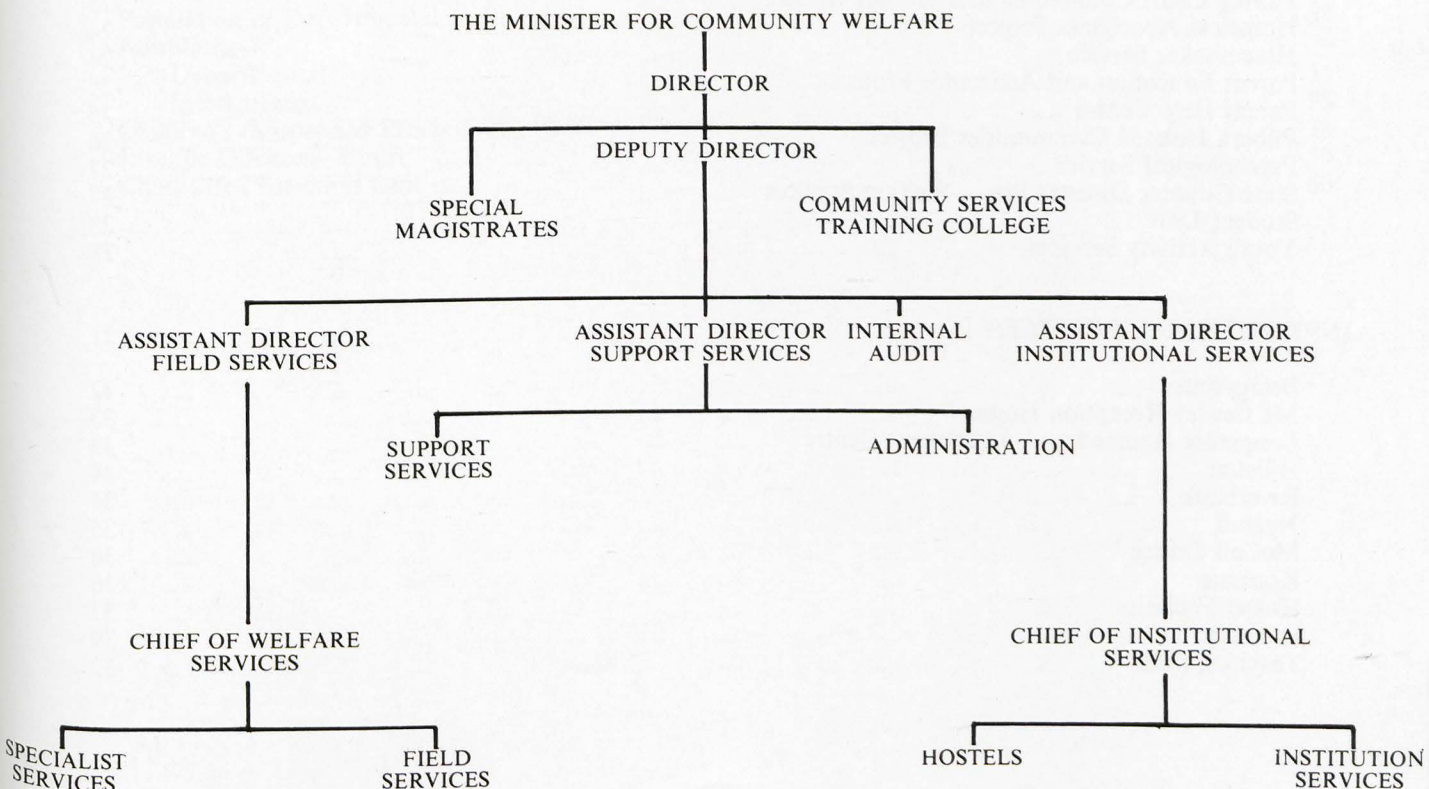 THE MINISTER FOR COMMUNITY WELFARE
DIRECTOR
DEPUTY DIRECTOR
SPECIAL
MAGISTRATES
COMMUNITY SERVICES
TRAINING COLLEGE
ASSISTANT DIRECTOR
FIELD SERVICES
ASSISTANT DIRECTOR
SUPPORT SERVICES
INTERNAL
AUDIT
ASSISTANT DIRECTOR
INSTITUTIONAL SERVICES
SUPPORT
SERVICES
ADMINISTRATION
CHIEF OF WELFARE
SERVICES
CHIEF OF INSTITUTIONAL
SERVICES
SPECIALIST
SERVICES
FIELD
SERVICES
HOSTELS
INSTITUTION
SERVICES